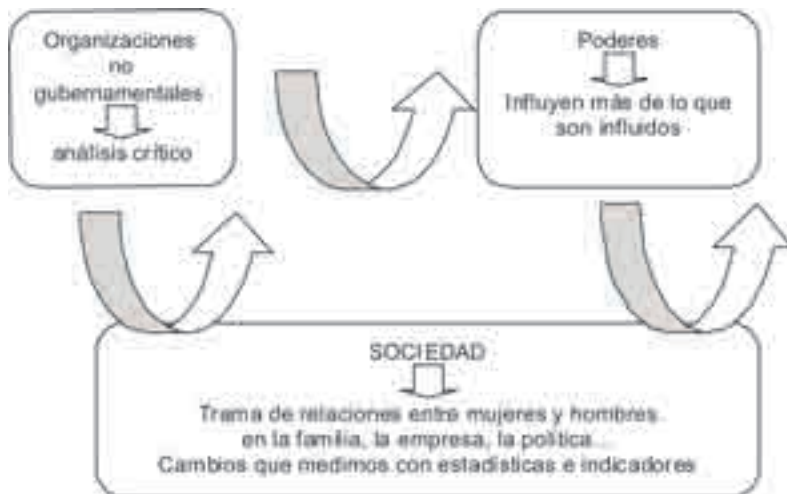 Organizaciones
no
gubernamentales
análisis crítico
Poderes
Influyen más de lo que
son influidos
SOCIEDAD
Trama de relaciones entre mujeres y hombres
en la familia, la empresa, la política...
Cambios que medimos con estadísticas e indicadores